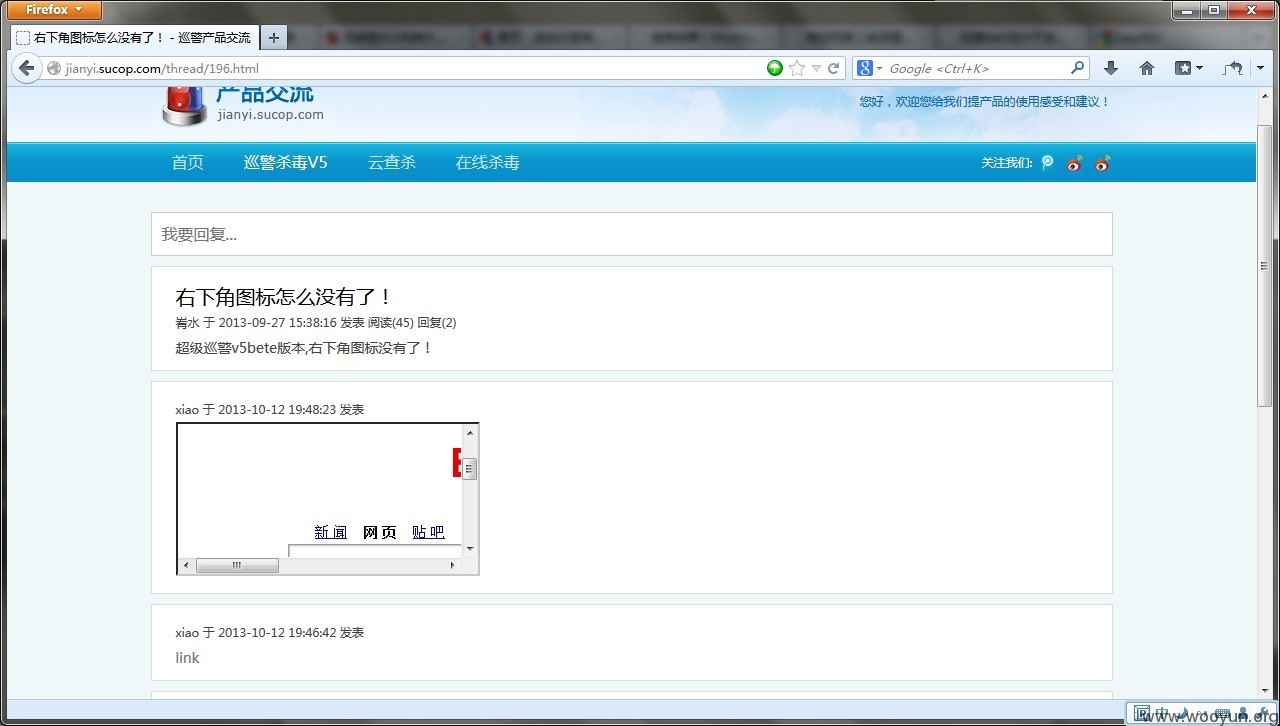 Firefox
右下角图标怎么没有了！ - 巡警产品交流
jianyi.sucop.com/thread/196.html
Google <Ctrl+K>
产品交流
jianyi.sucop.com
您好，欢迎您给我们提产品的使用感受和建议！
首页 巡警杀毒V5 云查杀 在线杀毒
关注我们:
我要回复...
右下角图标怎么没有了！
肴水 于 2013-09-27 15:38:16 发表 阅读(45) 回复(2)
超级巡警v5bete版本,右下角图标没有了！
xiao 于 2013-10-12 19:48:23 发表
新 闻 网 页 贴 吧
xiao 于 2013-10-12 19:46:42 发表
link
www.wooyun.org